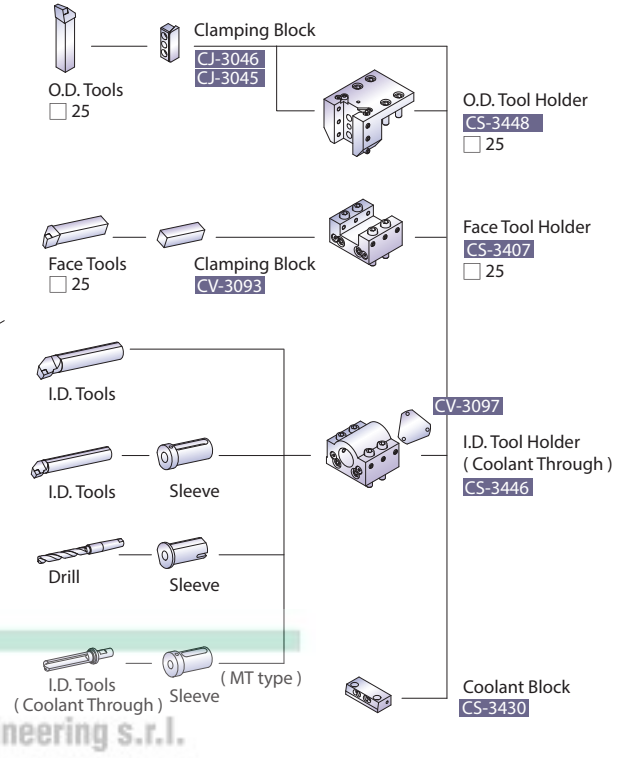 Clamping Block
CJ-3046
CJ-3045
O.D. Tools
□ 25
O.D. Tool Holder
CS-3448
□ 25
Face Tools
□ 25
Clamping Block
CV-3093
Face Tool Holder
CS-3407
□ 25
I.D. Tools
CV-3097
I.D. Tool Holder
( Coolant Through )
CS-3446
I.D. Tools
Sleeve
Drill
Sleeve
I.D. Tools
( Coolant Through )
Sleeve
( MT type )
Coolant Block
CS-3430
neering s.r.l.